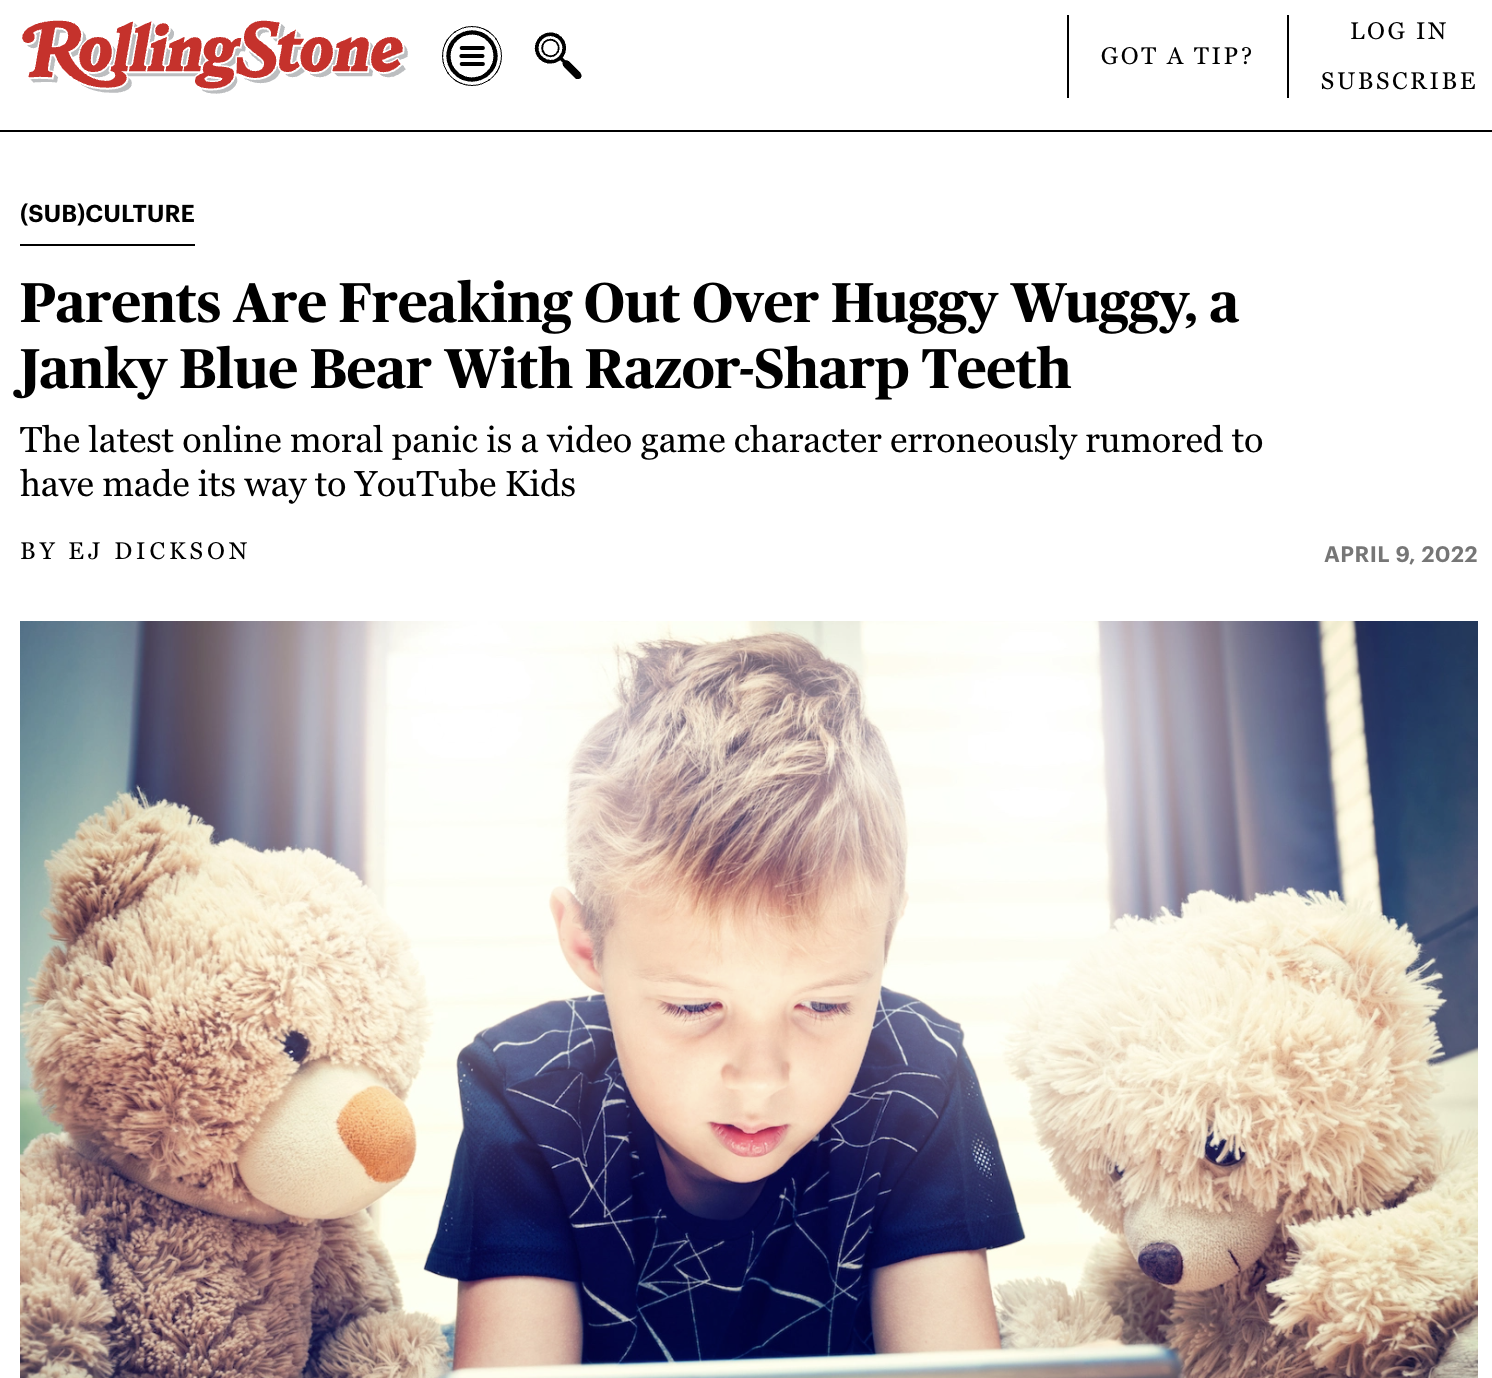 RollingStone
GOT A TIP?
LOG IN
SUBSCRIBE
(SUB)CULTURE
Parents Are Freaking Out Over Huggy Wuggy, a
Janky Blue Bear With Razor-Sharp Teeth
The latest online moral panic is a video game character erroneously rumored to
have made its way to YouTube Kids
BY EJ DICKSON
APRIL 9, 2022